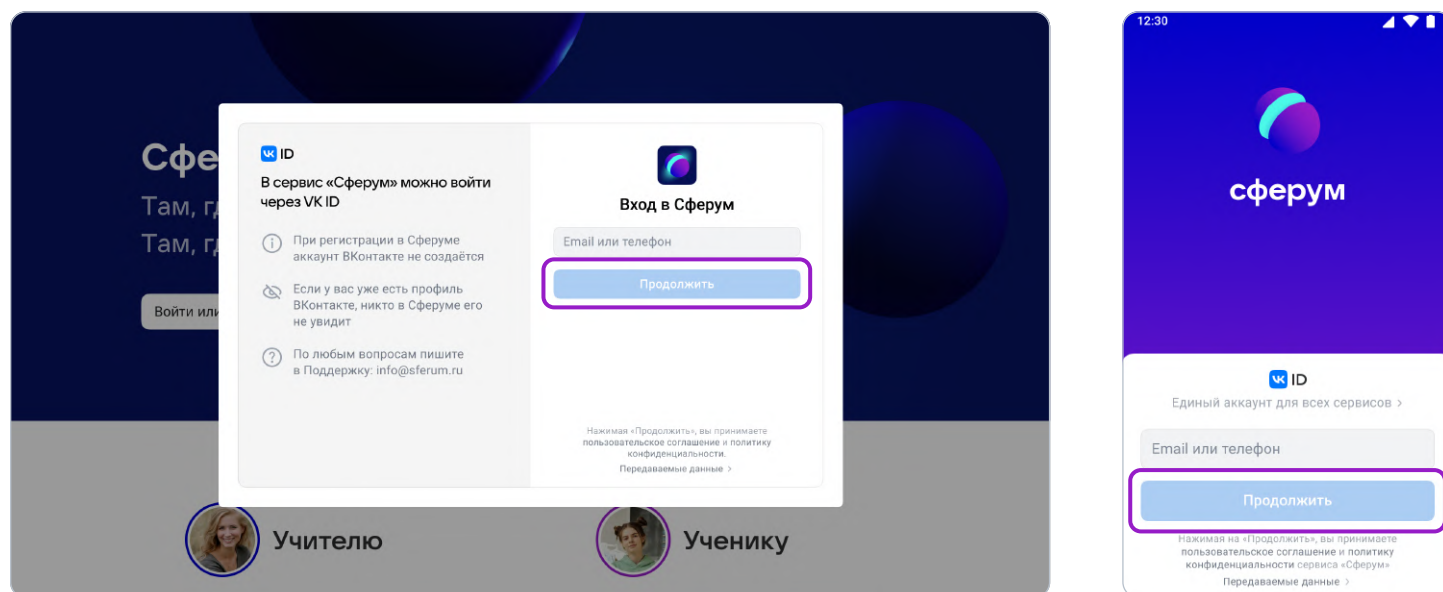 Сфе
Там, г
Там, г
Войти или
VK ID
В сервис «Сферум» можно войти
через VK ID
При регистрации в Сферуме
аккаунт ВКонтакте не создаётся
Если у вас уже есть профиль
ВКонтакте, никто в Сферуме его
не увидит
По любым вопросам пишите
в Поддержку: info@sferum.ru
Вход в Сферум
Email или телефон
Продолжить
Нажимая «Продолжить», вы принимаете
пользовательское соглашение и политику
конфиденциальности.
Передаваемые данные >
Учителю
Ученику
12:30
сферум
VK ID
Единый аккаунт для всех сервисов >
Email или телефон
Продолжить
Нажимая на «Продолжить», вы принимаете
пользовательское соглашение и политику
конфиденциальности сервиса «Сферум»
Передаваемые данные >